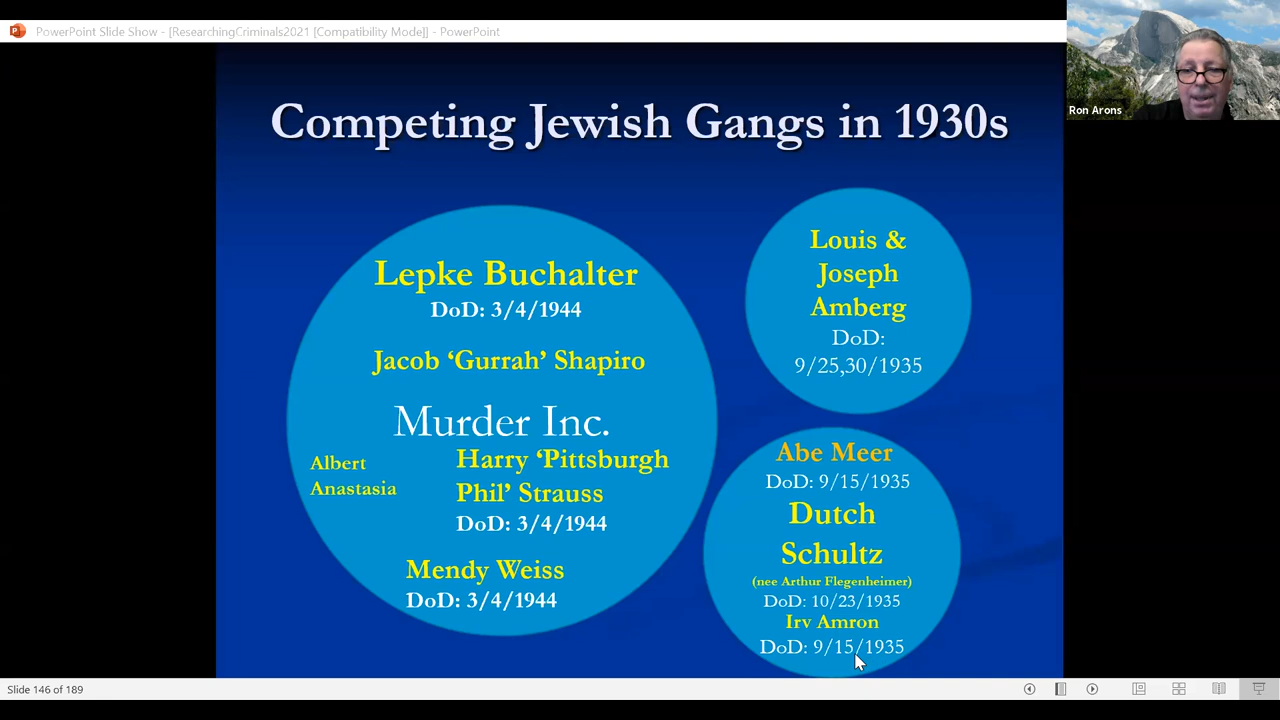 PowerPoint Slide Show - [ResearchingCriminals2021 [Compatibility Mode]] - PowerPoint
Ron Arons
Competing Jewish Gangs in 1930s
Lepke Buchalter
DoD: 3/4/1944
Jacob ‘Gurrah’ Shapiro
Murder Inc.
Albert
Anastasia
Harry ‘Pittsburgh
Phil’ Strauss
DoD: 3/4/1944
Mendy Weiss
DoD: 3/4/1944
Louis &
Joseph
Amberg
DoD:
9/25,30/1935
Abe Meer
DoD: 9/15/1935
Dutch
Schultz
(nee Arthur Flegenheimer)
DoD: 10/23/1935
Irv Amron
DoD: 9/15/1935
Slide 146 of 189